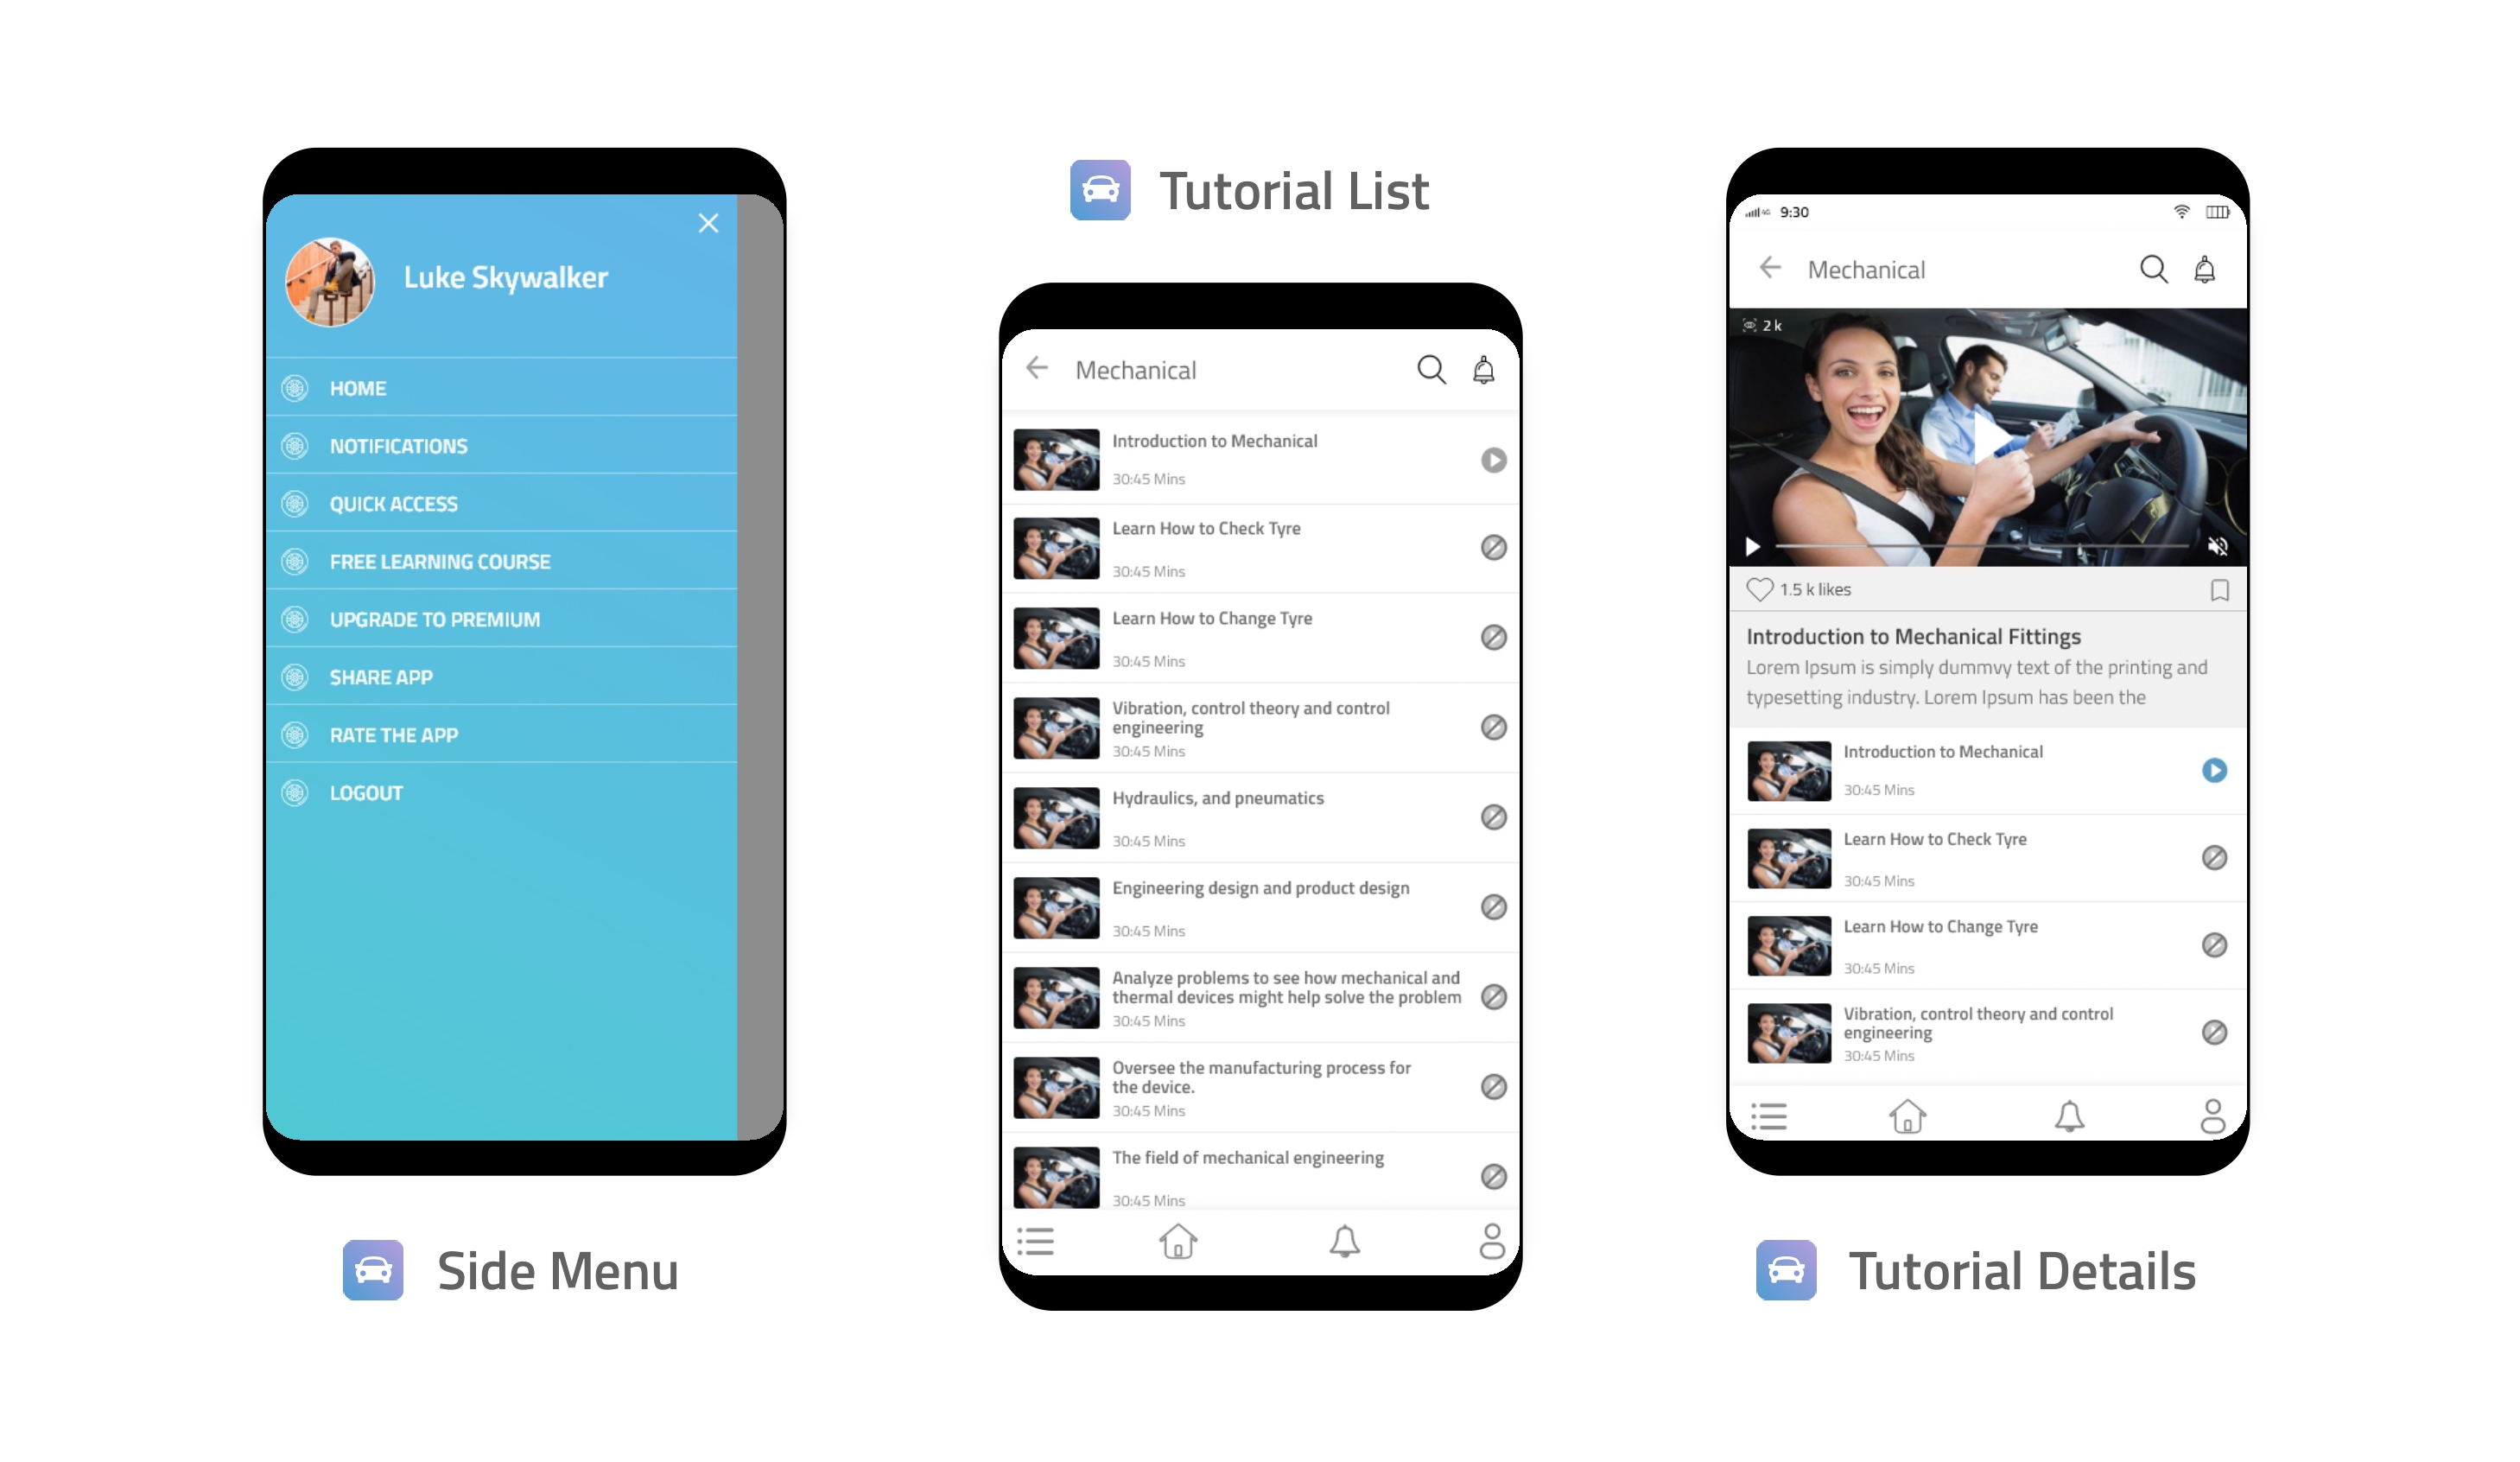 Luke Skywalker
HOME
NOTIFICATIONS
QUICK ACCESS
FREE LEARNING COURSE
UPGRADE TO PREMIUM
SHARE APP
RATE THE APP
LOGOUT
Side Menu
Tutorial List
Mechanical
Introduction to Mechanical
30:45 Mins
Learn How to Check Tyre
30:45 Mins
Learn How to Change Tyre
30:45 Mins
Vibration, control theory and control
engineering
30:45 Mins
Hydraulics, and pneumatics
30:45 Mins
Engineering design and product design
30:45 Mins
Analyze problems to see how mechanical and
thermal devices might help solve the problem
30:45 Mins
Oversee the manufacturing process for
the device.
30:45 Mins
The field of mechanical engineering
30:45 Mins
4G 9:30
Mechanical
2 k
1.5 k likes
Introduction to Mechanical Fittings
Lorem Ipsum is simply dummvy text of the printing and
typesetting industry. Lorem Ipsum has been the
Introduction to Mechanical
30:45 Mins
Learn How to Check Tyre
30:45 Mins
Learn How to Change Tyre
30:45 Mins
Vibration, control theory and control
engineering
30:45 Mins
Tutorial Details